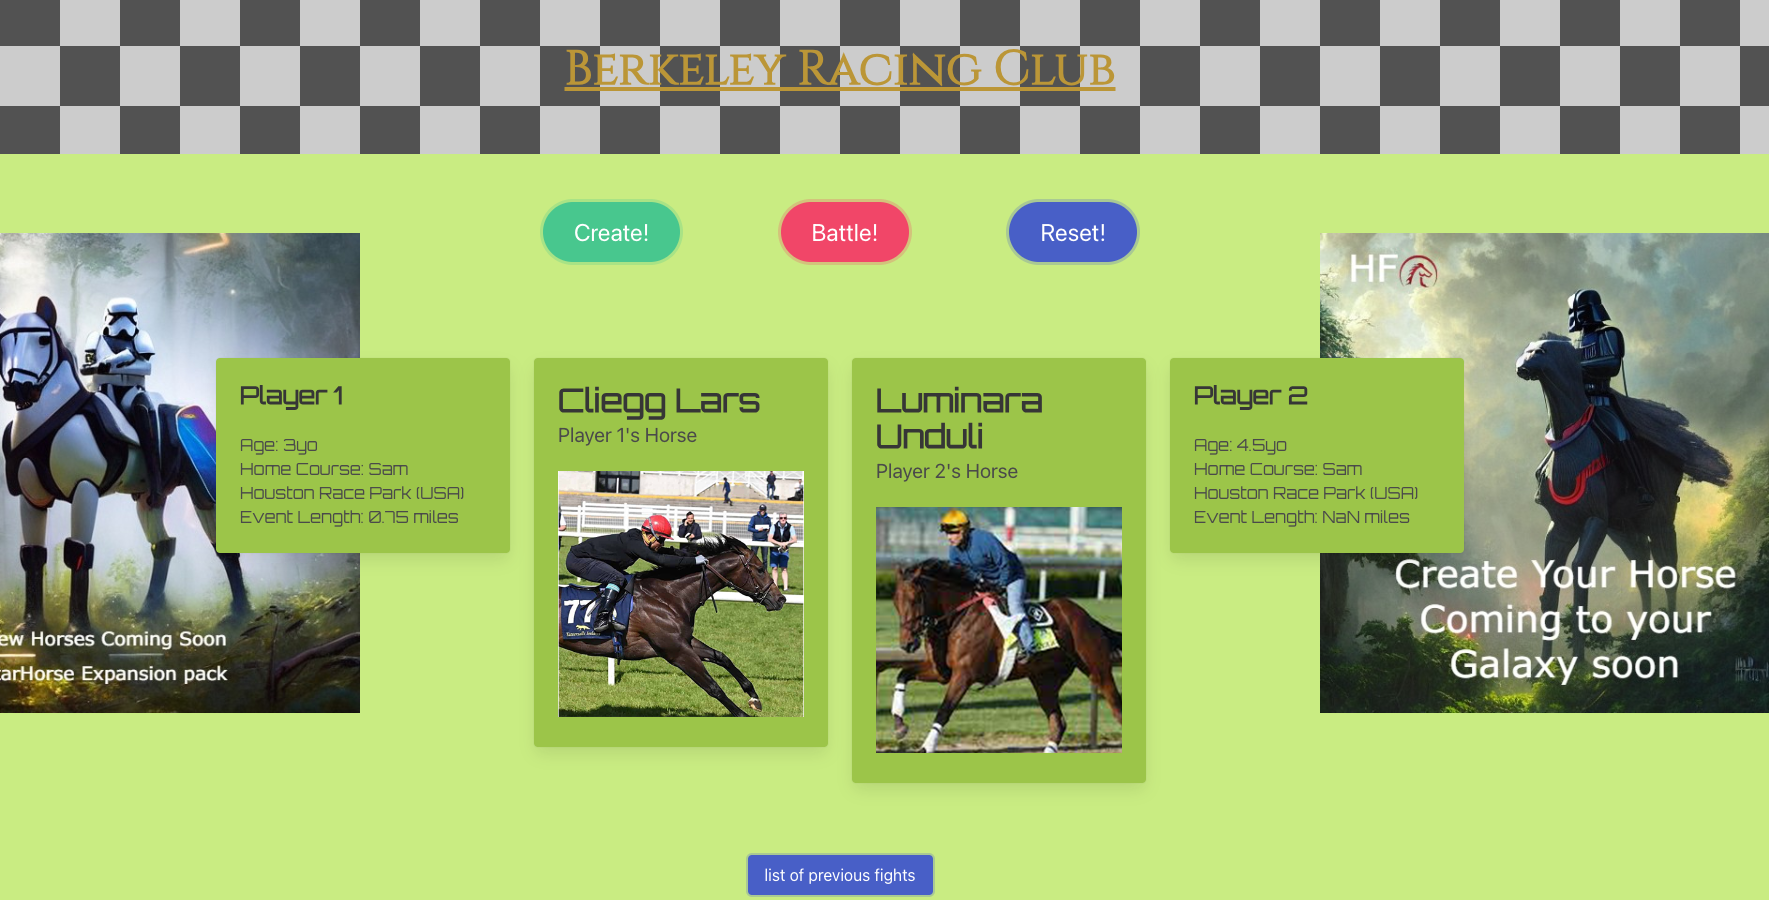 Berkeley Racing Club
Create!
Battle!
Reset!
ew Horses Coming Soon
tarHorse Expansion pack
Player 1
Age: 3yo
Home Course: Sam
Houston Race Park (USA)
Event Length: 0.75 miles
Cliegg Lars
Player 1's Horse
77
Luminara
Unduli
Player 2's Horse
Player 2
Age: 4.5yo
Home Course: Sam
Houston Race Park (USA)
Event Length: NaN miles
HF
Create Your Horse
Coming to your
Galaxy soon
list of previous fights